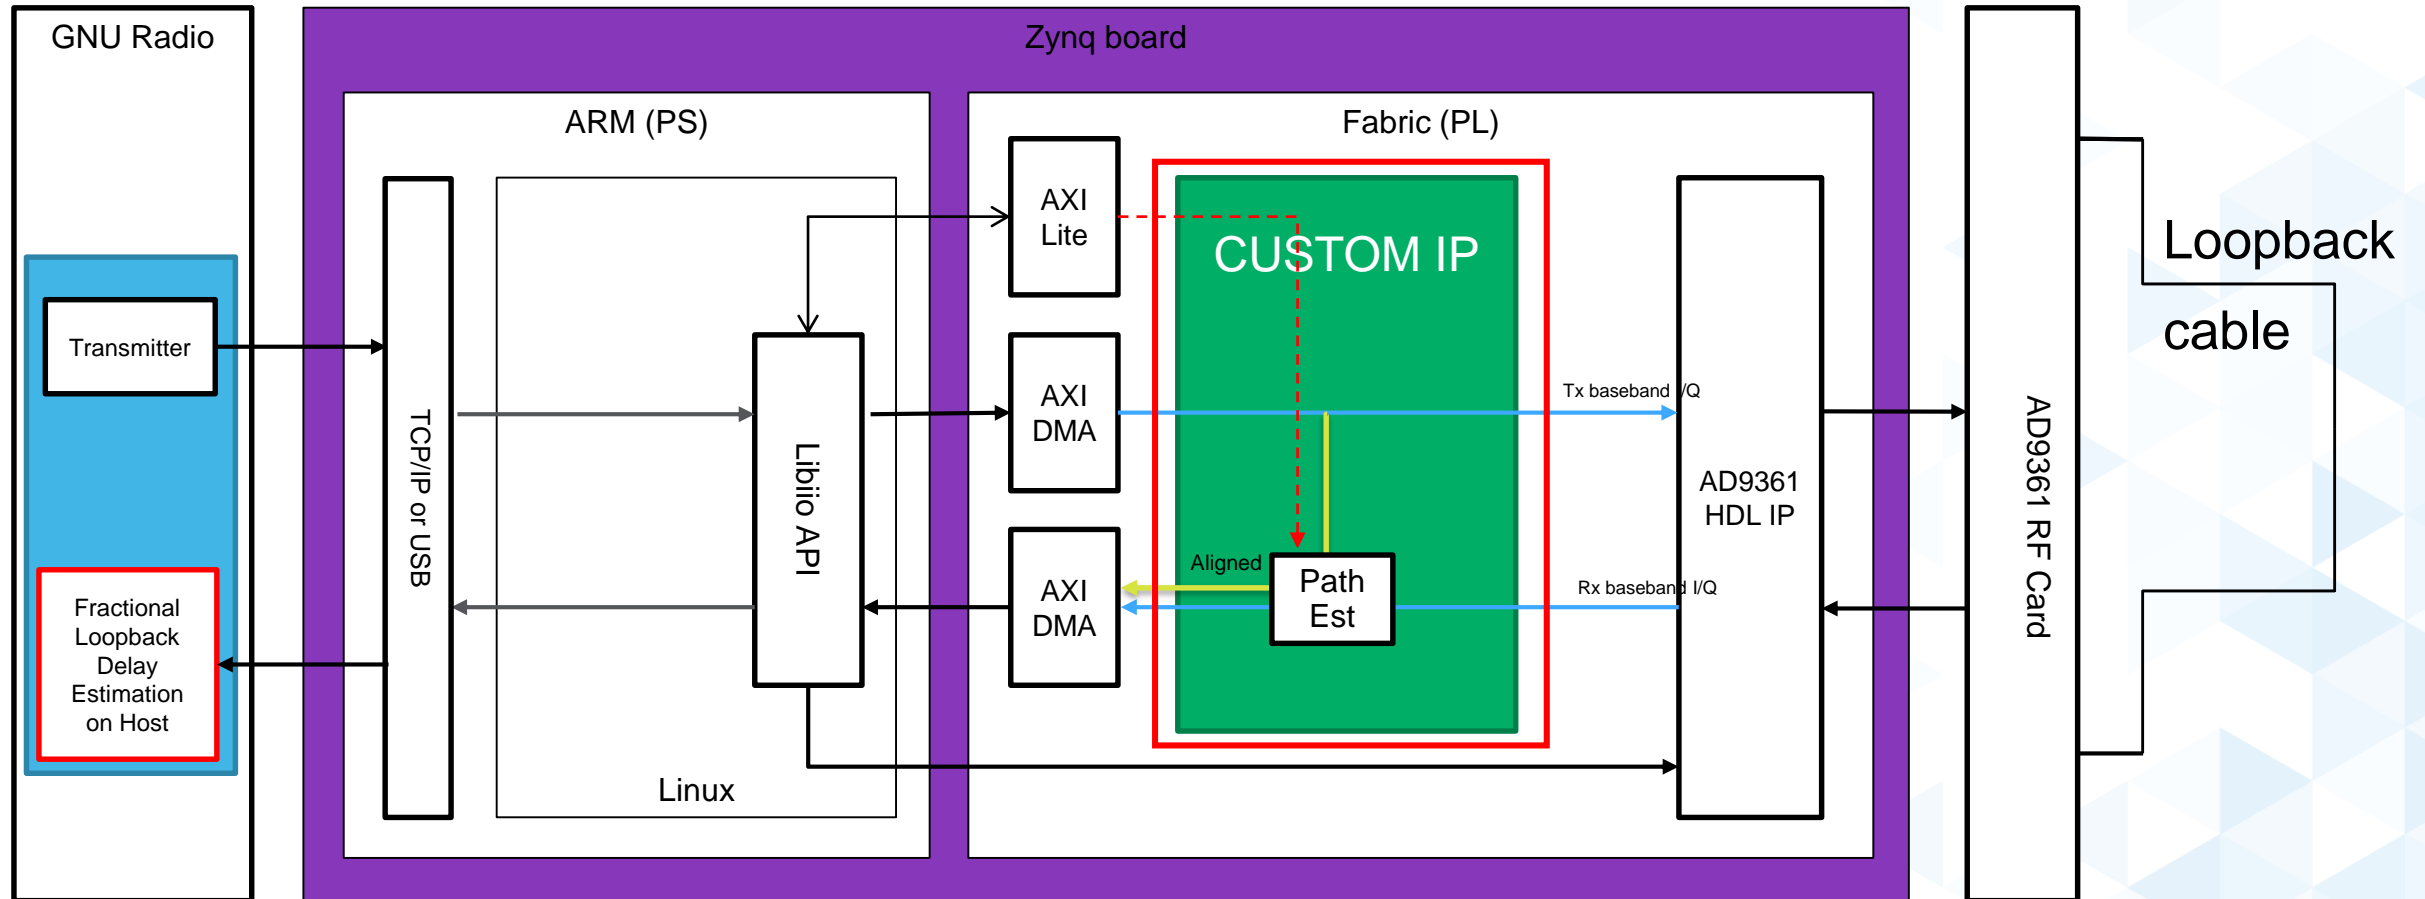 GNU Radio
Zynq board
ARM (PS)
Fabric (PL)
AXI
Lite
CUSTOM IP
Loopback
cable
Transmitter
Tx baseband I/Q
AXI
DMA
TCP/IP or USB
Libiio API
AD9361
HDL IP
AD9361 RF Card
Aligned
Path
Est
Rx baseband I/Q
AXI
DMA
Fractional
Loopback
Delay
Estimation
on Host
Linux